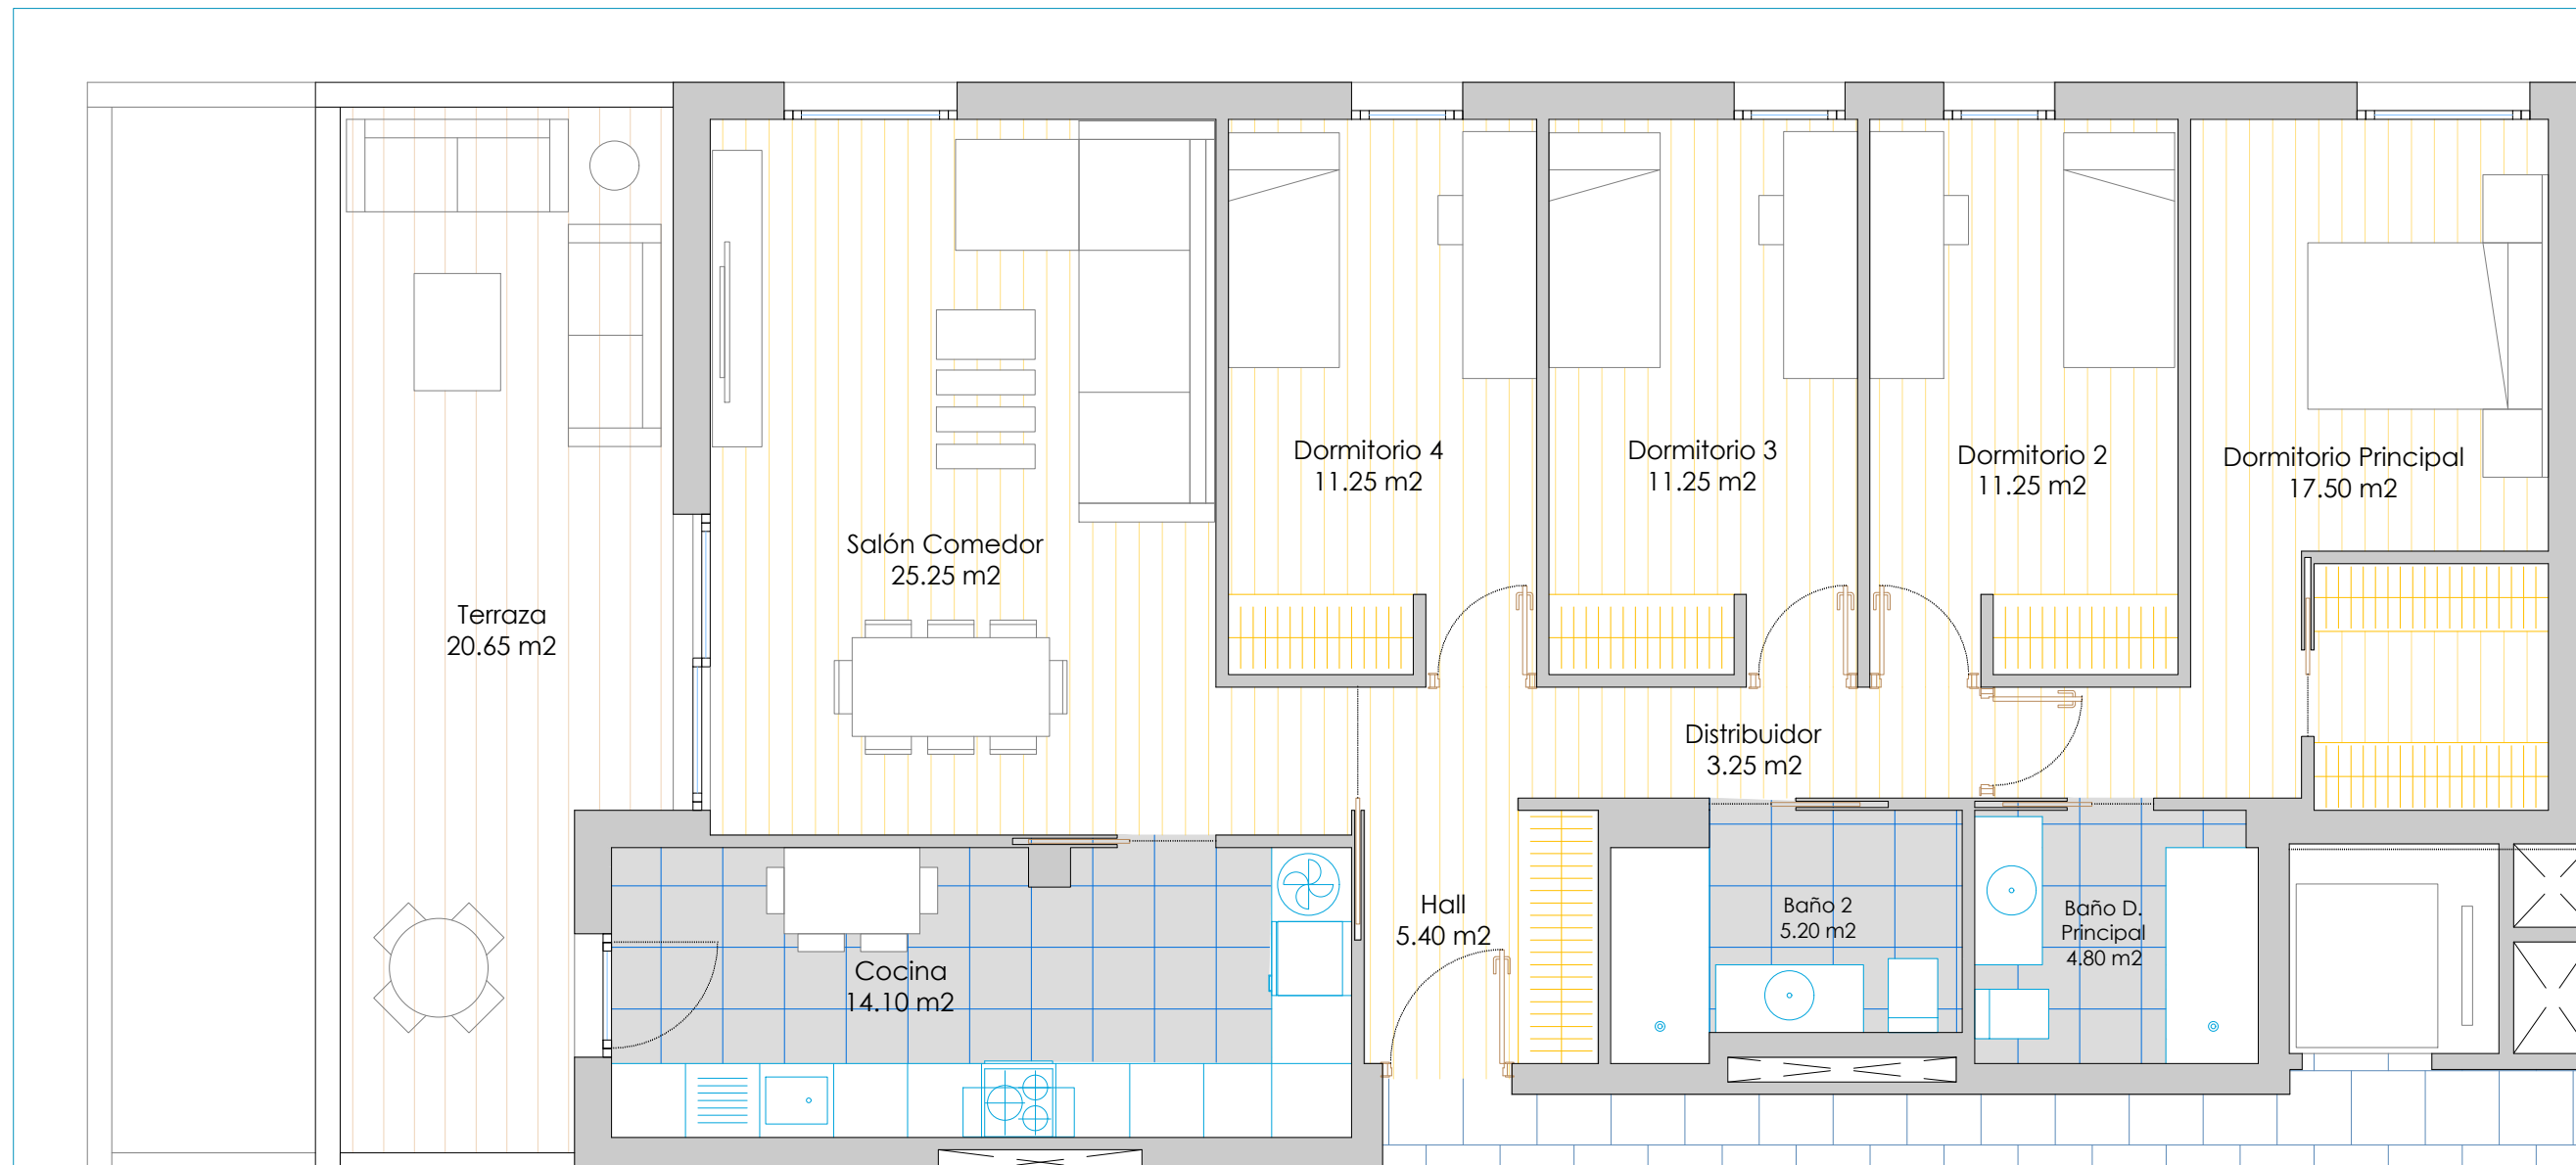 Dormitorio 4
11.25 m2
Dormitorio 3
11.25 m2
Dormitorio 2
11.25 m2
Dormitorio Principal
17.50 m2
Salón Comedor
25.25 m2
Terraza
20.65 m2
Distribuidor
3.25 m2
Hall
5.40 m2
Baño 2
5.20 m2
Baño D.
Principal
4.80 m2
Cocina
14.10 m2